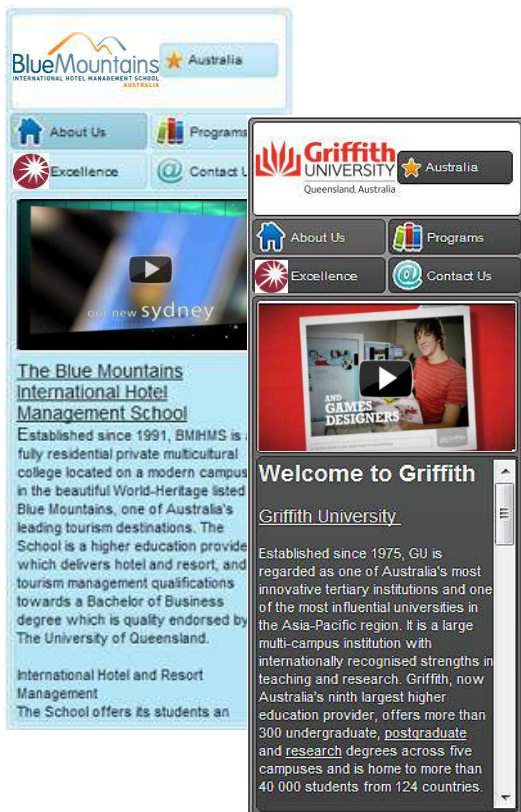 BlueMountains
INTERNATIONAL HOTEL MANAGEMENT SCHOOL
AUSTRALIA
Australia
About Us
Programs
Excellence
Contact U
our new sydney
The Blue Mountains
International Hotel
Management School
Established since 1991, BMIHMS is a
fully residential private multicultural
college located on a modern campus
in the beautiful World-Heritage listed
Blue Mountains, one of Australia's
leading tourism destinations. The
School is a higher education provide
which delivers hotel and resort, and
tourism management qualifications
towards a Bachelor of Business
degree which is quality endorsed by
The University of Queensland.
International Hotel and Resort
Management
The School offers its students an
Griffith
UNIVERSITY
Queensland, Australia
Australia
About Us
Programs
Excellence
Contact Us
AND
GAMES
DESIGNERS
Welcome to Griffith
Griffith University
Established since 1975, GU is
regarded as one of Australia's most
innovative tertiary institutions and one
of the most influential universities in
the Asia-Pacific region. It is a large
multi-campus institution with
internationally recognised strengths in
teaching and research. Griffith, now
Australia's ninth largest higher
education provider, offers more than
300 undergraduate, postgraduate
and research degrees across five
campuses and is home to more than
40 000 students from 124 countries.